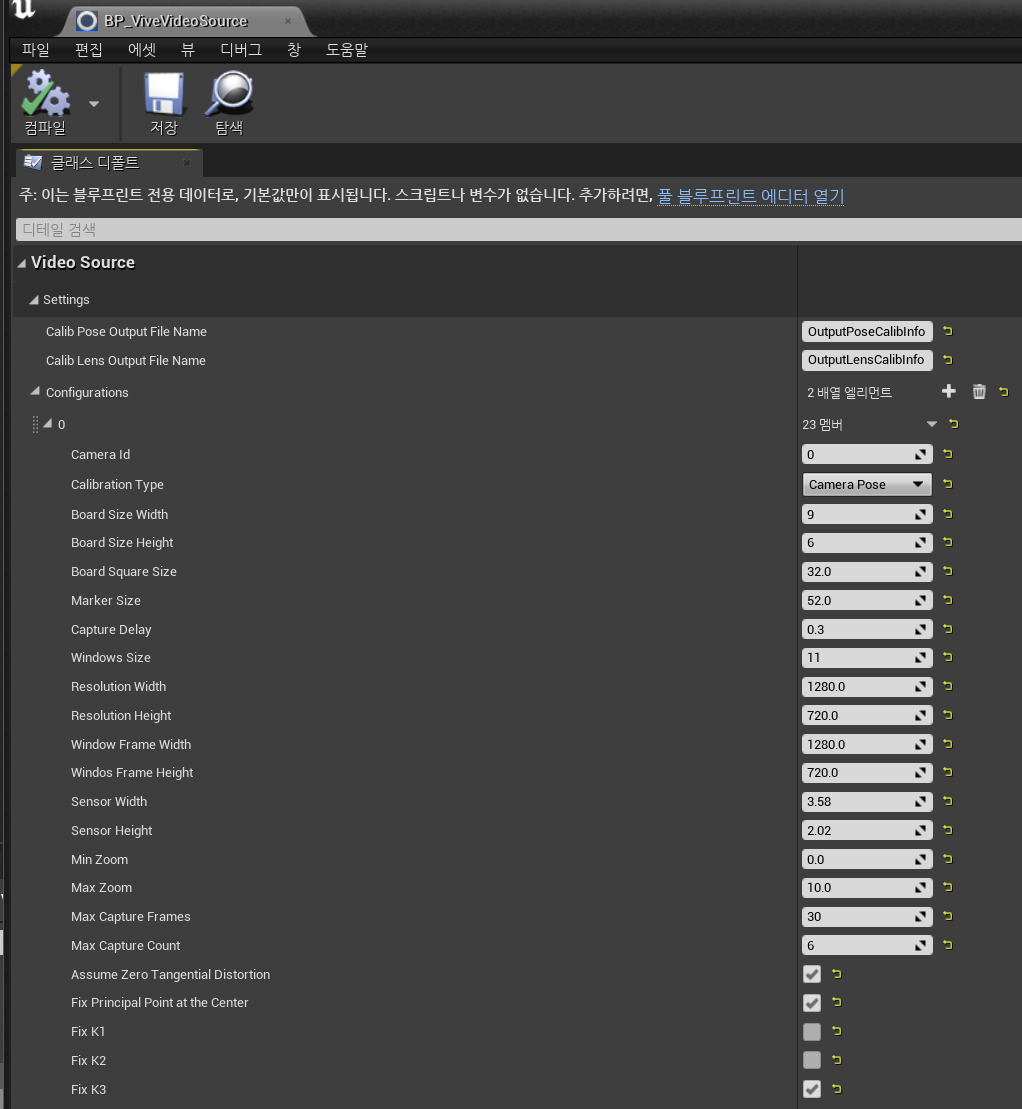 BP_ViveVideoSource
파일 편집 에셋 뷰 디버그 창 도움말
컴파일 저장 탐색
클래스 디폴트
주: 이는 블루프린트 전용 데이터로, 기본값만이 표시됩니다. 스크립트나 변수가 없습니다. 추가하려면, 풀 블루프린트 에디터 열기
디테일 검색
Video Source
Settings
Calib Pose Output File Name OutputPoseCalibInfo
Calib Lens Output File Name OutputLensCalibInfo
Configurations 2 배열 엘리먼트
0 23 멤버
Camera Id 0
Calibration Type Camera Pose
Board Size Width 9
Board Size Height 6
Board Square Size 32.0
Marker Size 52.0
Capture Delay 0.3
Windows Size 11
Resolution Width 1280.0
Resolution Height 720.0
Window Frame Width 1280.0
Windos Frame Height 720.0
Sensor Width 3.58
Sensor Height 2.02
Min Zoom 0.0
Max Zoom 10.0
Max Capture Frames 30
Max Capture Count 6
Assume Zero Tangential Distortion
Fix Principal Point at the Center
Fix K1
Fix K2
Fix K3